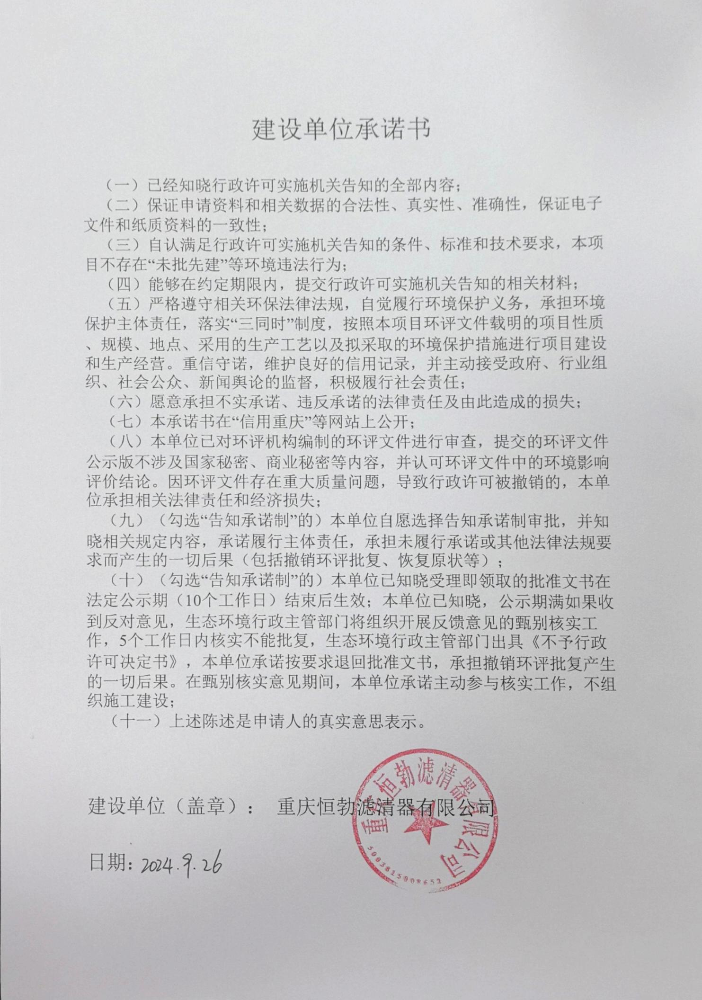 建设单位承诺书
（一）已经知晓行政许可实施机关告知的全部内容；
（二）保证申请资料和相关数据的合法性、真实性、准确性，保证电子
文件和纸质资料的一致性；
（三）自认满足行政许可实施机关告知的条件、标准和技术要求，本项
目不存在“未批先建”等环境违法行为；
（四）能够在约定期限内，提交行政许可实施机关告知的相关材料；
（五）严格遵守相关环保法律法规，自觉履行环境保护义务，承担环境
保护主体责任，落实“三同时”制度，按照本项目环评文件载明的项目性质
、规模、地点、采用的生产工艺以及拟采取的环境保护措施进行项目建设
和生产经营。重信守诺，维护良好的信用记录，并主动接受政府、行业组
织、社会公众、新闻舆论的监督，积极履行社会责任；
（六）愿意承担不实承诺、违反承诺的法律责任及由此造成的损失；
（七）本承诺书在“信用重庆”等网站上公开；
（八）本单位已对环评机构编制的环评文件进行审查，提交的环评文件
公示版不涉及国家秘密、商业秘密等内容，并认可环评文件中的环境影响
评价结论。因环评文件存在重大质量问题，导致行政许可被撤销的，本单
位承担相关法律责任和经济损失；
（九）（勾选“告知承诺制”的）本单位自愿选择告知承诺制审批，并知
晓相关规定内容，承诺履行主体责任，承担未履行承诺或其他法律法规要
求而产生的一切后果（包括撤销环评批复、恢复原状等）；
（十）（勾选“告知承诺制”的）本单位已知晓受理即领取的批准文书在
法定公示期（10个工作日）结束后生效；本单位已知晓，公示期满如果收
到反对意见，生态环境行政主管部门将组织开展反馈意见的甄别核实工
作，5个工作日内核实不能批复，生态环境行政主管部门出具《不予行政
许可决定书》，本单位承诺按要求退回批准文书，承担撤销环评批复产生
的一切后果。在甄别核实意见期间，本单位承诺主动参与核实工作，不组
织施工建设；
（十一）上述陈述是申请人的真实意思表示。
建设单位（盖章）： 重庆恒勃滤清器有限公司
重庆恒勃滤清器有限公司
5003815008652
日期：2024.9.26